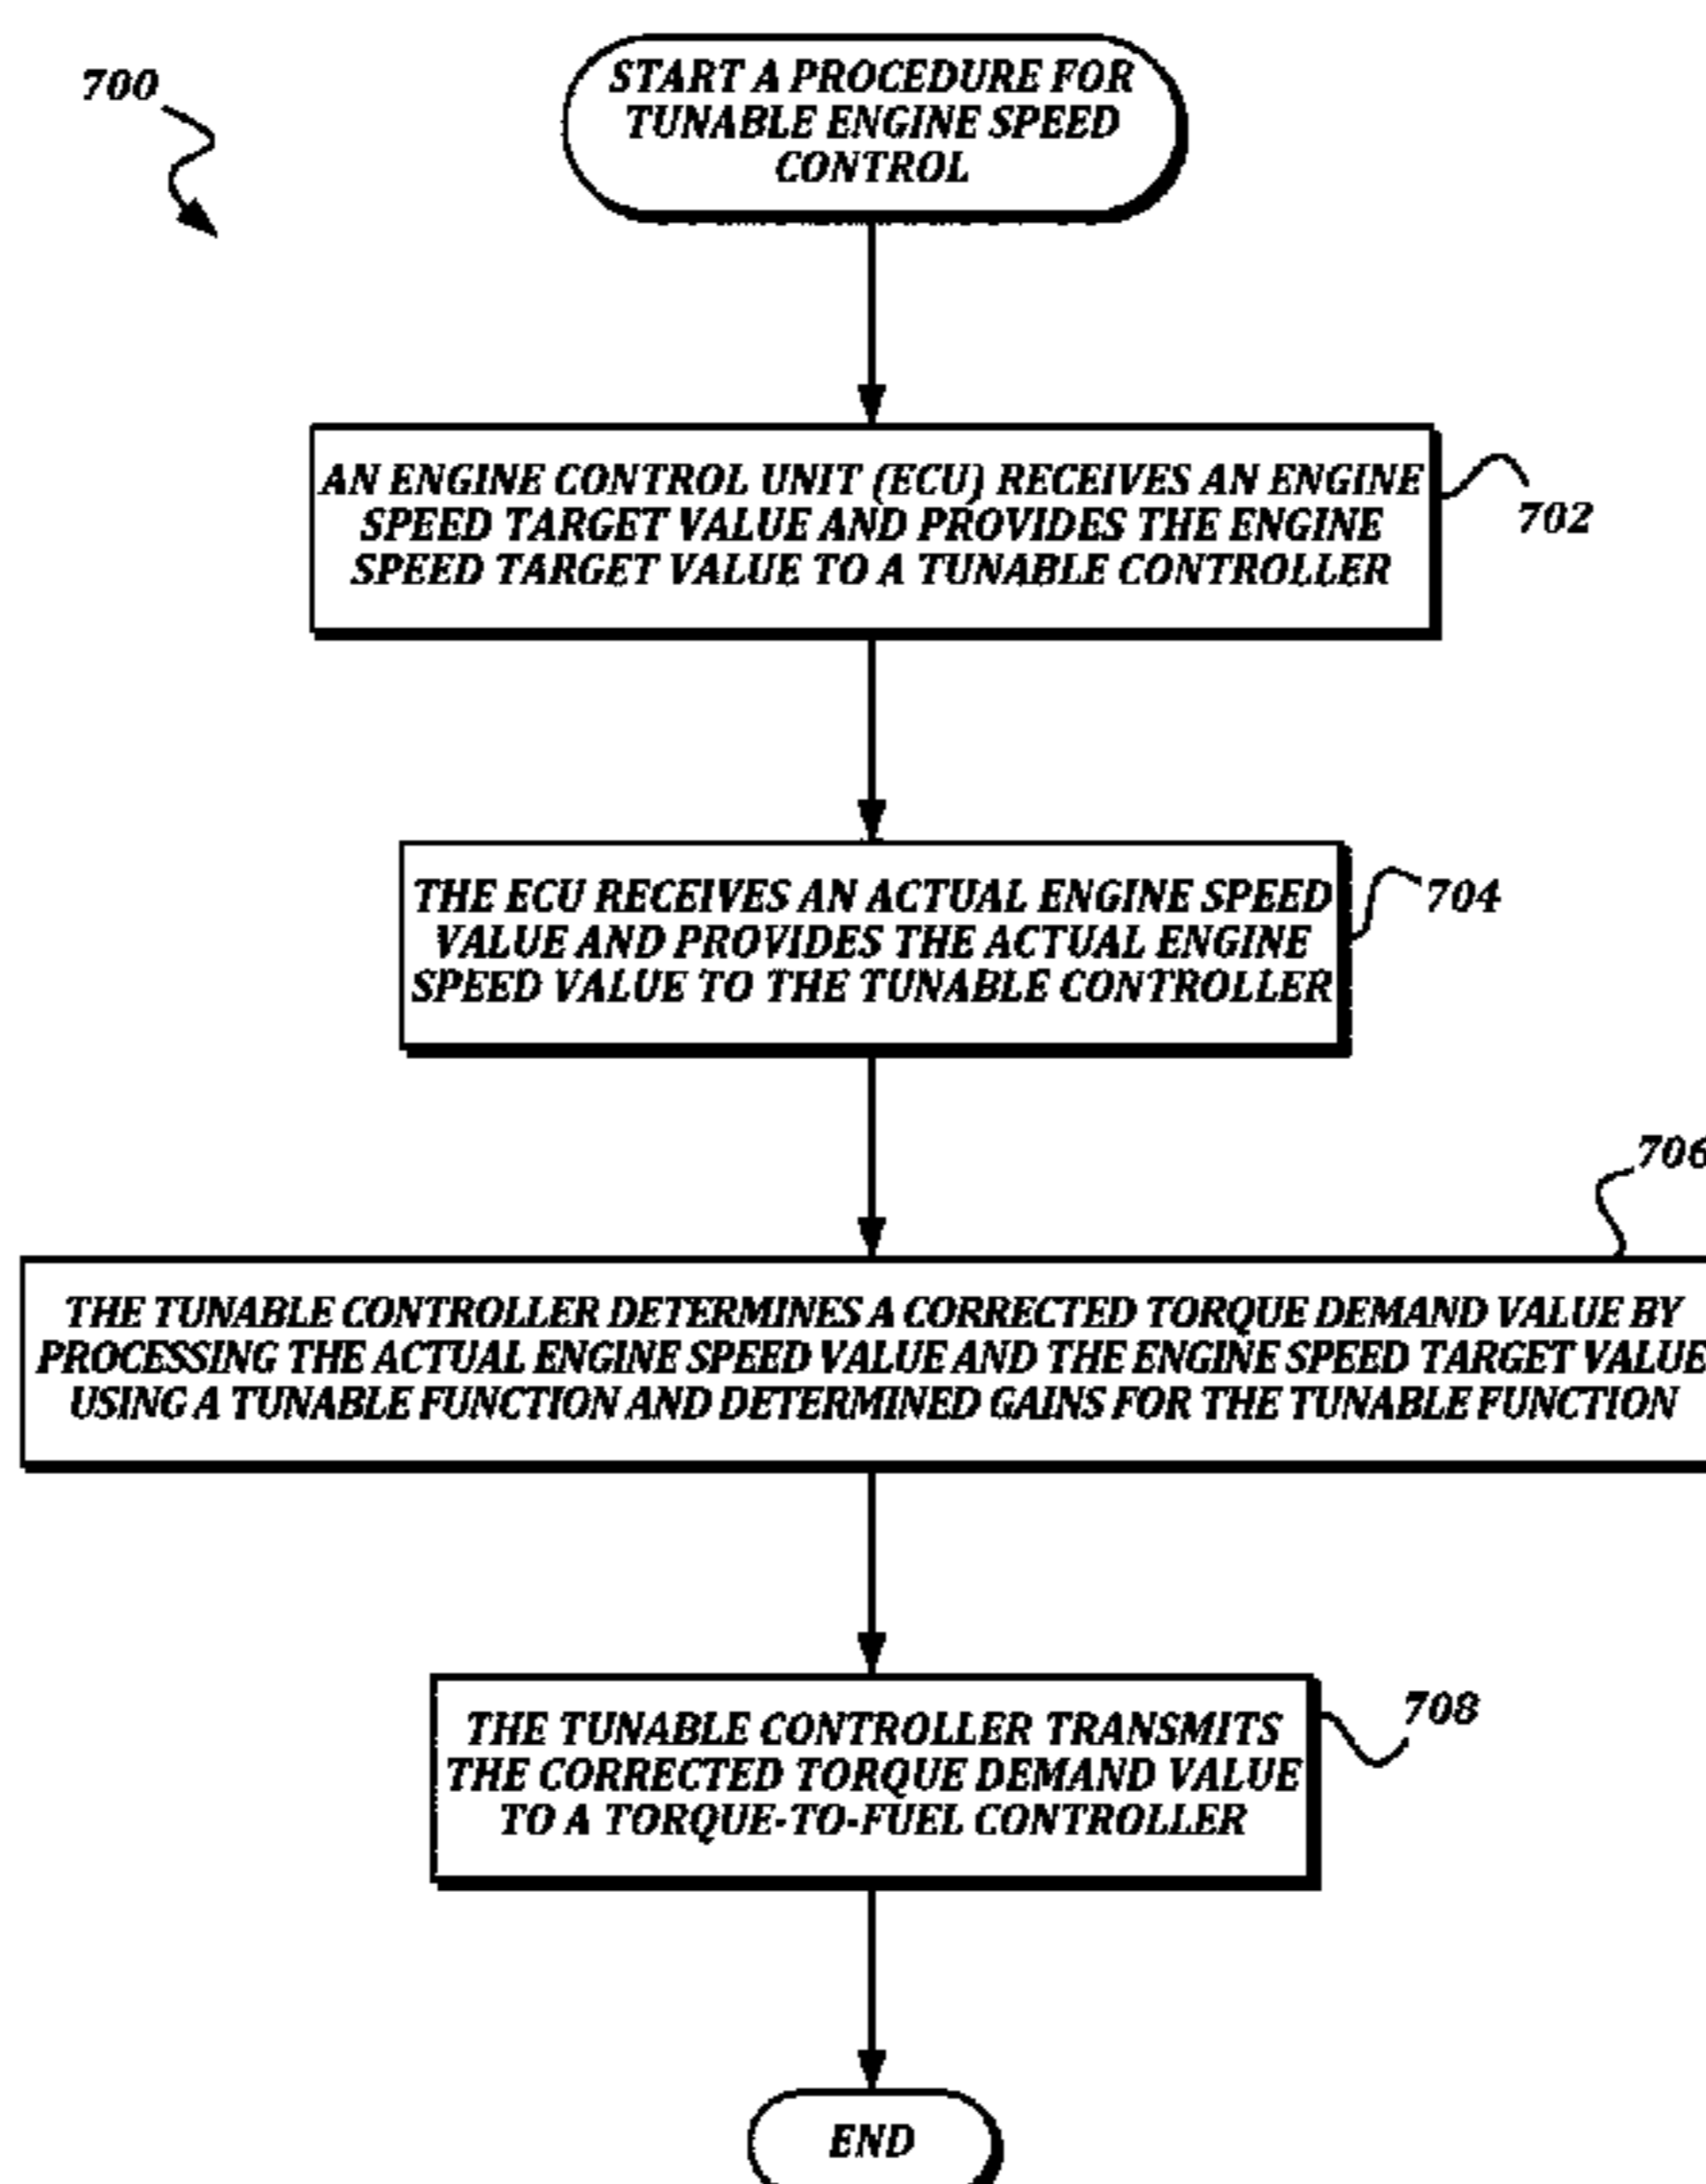 700
START A PROCEDURE FOR
TUNABLE ENGINE SPEED
CONTROL
AN ENGINE CONTROL UNIT (ECU) RECEIVES AN ENGINE
SPEED TARGET VALUE AND PROVIDES THE ENGINE
SPEED TARGET VALUE TO A TUNABLE CONTROLLER
702
THE ECU RECEIVES AN ACTUAL ENGINE SPEED
VALUE AND PROVIDES THE ACTUAL ENGINE
SPEED VALUE TO THE TUNABLE CONTROLLER
704
706
THE TUNABLE CONTROLLER DETERMINES A CORRECTED TORQUE DEMAND VALUE BY
PROCESSING THE ACTUAL ENGINE SPEED VALUE AND THE ENGINE SPEED TARGET VALUE
USING A TUNABLE FUNCTION AND DETERMINED GAINS FOR THE TUNABLE FUNCTION
THE TUNABLE CONTROLLER TRANSMITS
THE CORRECTED TORQUE DEMAND VALUE
TO A TORQUE-TO-FUEL CONTROLLER
708
END